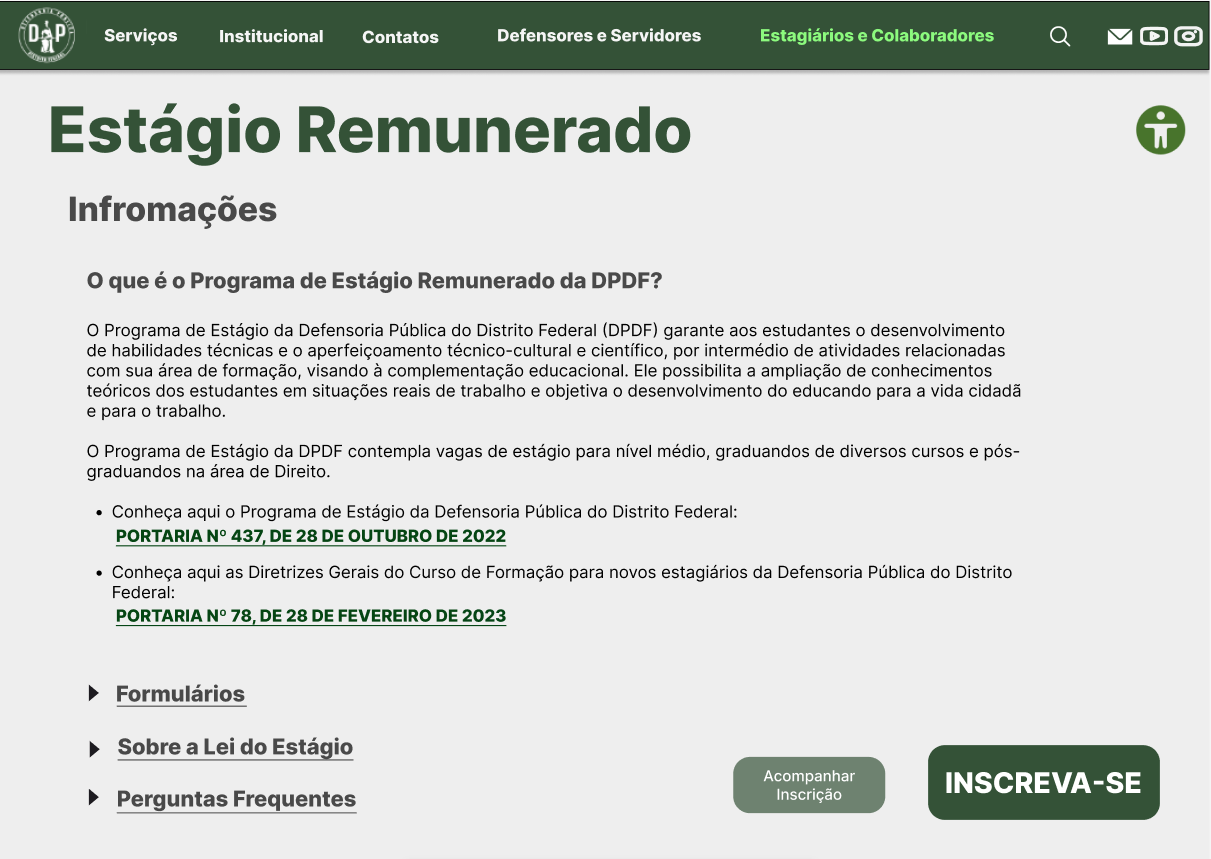 DEFENSORIA PÚBLICA
D P
DISTRITO FEDERAL
Serviços
Institucional
Contatos
Defensores e Servidores
Estagiários e Colaboradores
Estágio Remunerado
Infromações
O que é o Programa de Estágio Remunerado da DPDF?
O Programa de Estágio da Defensoria Pública do Distrito Federal (DPDF) garante aos estudantes o desenvolvimento
de habilidades técnicas e o aperfeiçoamento técnico-cultural e científico, por intermédio de atividades relacionadas
com sua área de formação, visando à complementação educacional. Ele possibilita a ampliação de conhecimentos
teóricos dos estudantes em situações reais de trabalho e objetiva o desenvolvimento do educando para a vida cidadã
e para o trabalho.
O Programa de Estágio da DPDF contempla vagas de estágio para nível médio, graduandos de diversos cursos e pós-
graduandos na área de Direito.
• Conheça aqui o Programa de Estágio da Defensoria Pública do Distrito Federal:
PORTARIA Nº 437, DE 28 DE OUTUBRO DE 2022
• Conheça aqui as Diretrizes Gerais do Curso de Formação para novos estagiários da Defensoria Pública do Distrito
Federal:
PORTARIA Nº 78, DE 28 DE FEVEREIRO DE 2023
Formulários
Sobre a Lei do Estágio
Perguntas Frequentes
Acompanhar
Inscrição
INSCREVA-SE